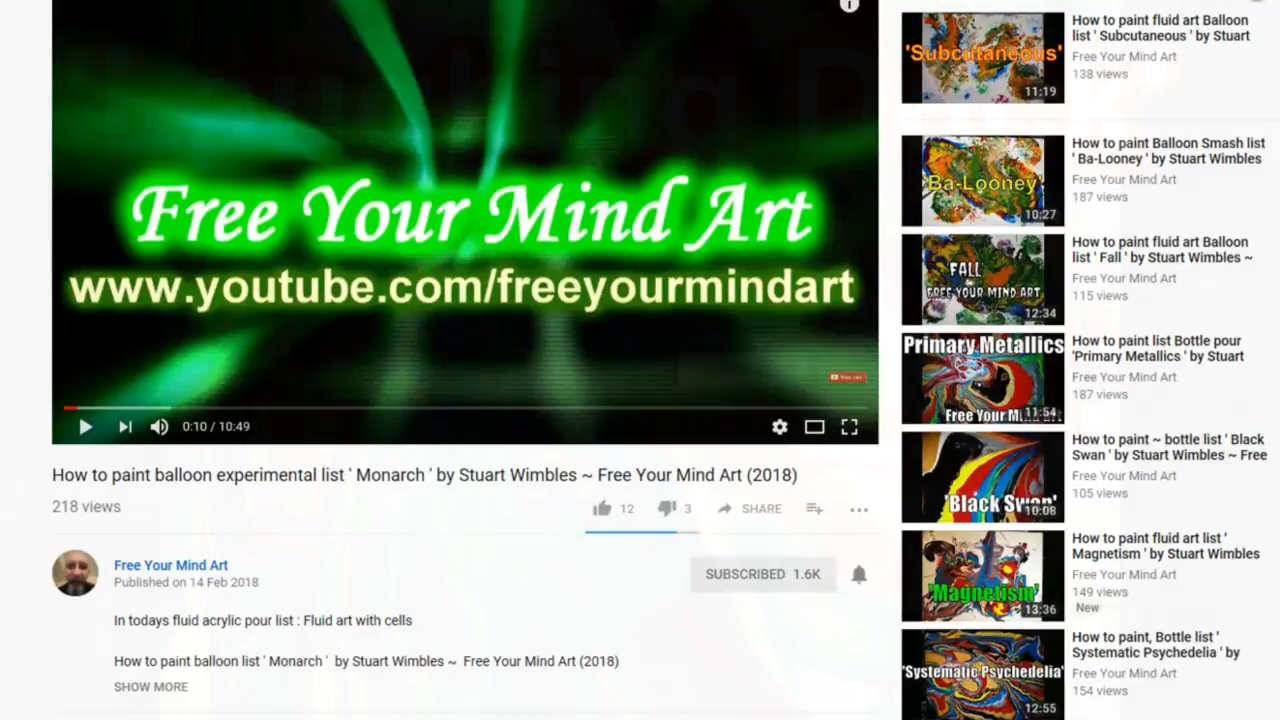 Free Your Mind Art
www.youtube.com/freeyourmindart
0:10 / 10:49
How to paint balloon experimental list ' Monarch ' by Stuart Wimbles ~ Free Your Mind Art (2018)
218 views
12
3
SHARE
Free Your Mind Art
Published on 14 Feb 2018
SUBSCRIBED 1.6K
In todays fluid acrylic pour list : Fluid art with cells
How to paint balloon list ' Monarch ' by Stuart Wimbles ~ Free Your Mind Art (2018)
SHOW MORE
'Subcutaneous'
11:19
How to paint fluid art Balloon
list ' Subcutaneous ' by Stuart
Free Your Mind Art
138 views
'Ba-Looney'
10:27
How to paint Balloon Smash list
' Ba-Looney ' by Stuart Wimbles
Free Your Mind Art
187 views
FALL
FREE YOUR MIND ART
12:34
How to paint fluid art Balloon
list ' Fall ' by Stuart Wimbles ~
Free Your Mind Art
115 views
Primary Metallics
Free Your Mind art
11:54
How to paint list Bottle pour
'Primary Metallics ' by Stuart
Free Your Mind Art
187 views
'Black Swan'
10:08
How to paint ~ bottle list ' Black
Swan ' by Stuart Wimbles ~ Free
Free Your Mind Art
105 views
'Magnetism'
13:36
How to paint fluid art list '
Magnetism ' by Stuart Wimbles
Free Your Mind Art
149 views
New
'Systematic Psychedelia'
12:55
How to paint, Bottle list '
Systematic Psychedelia ' by
Free Your Mind Art
154 views